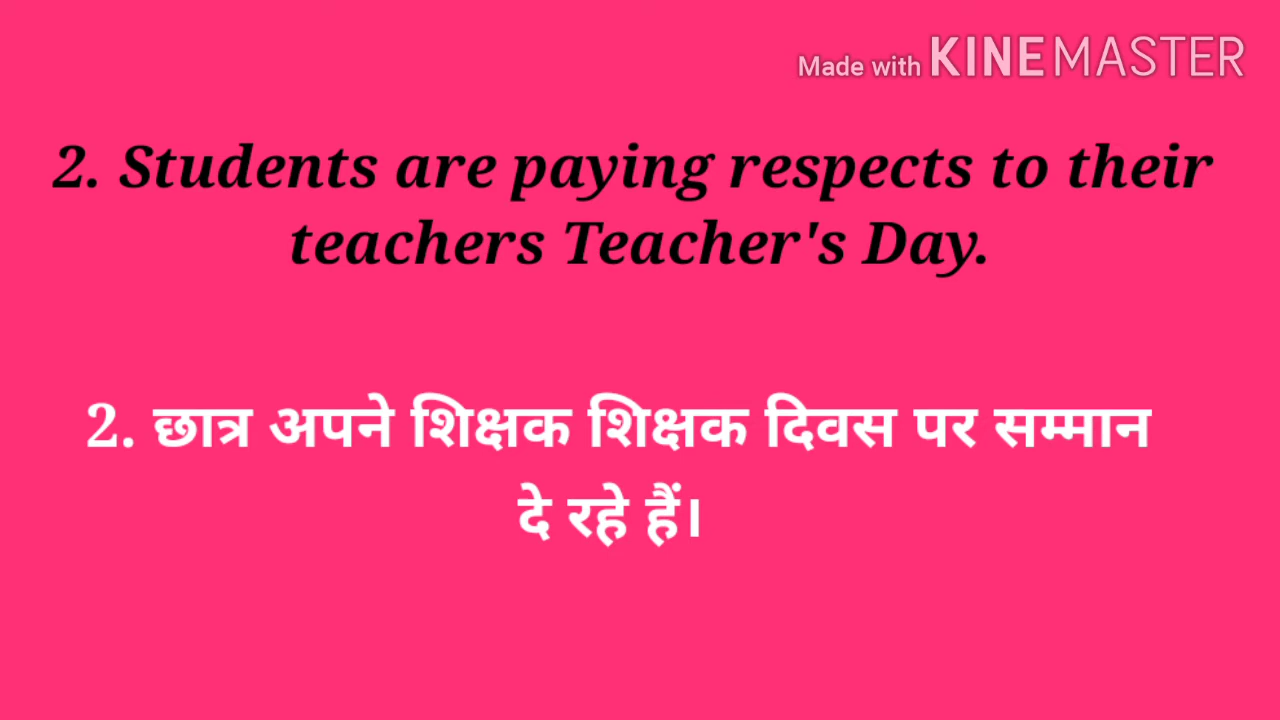 Made with KINEMASTER
2. Students are paying respects to their
teachers Teacher's Day.
2. छात्र अपने शिक्षक शिक्षक दिवस पर सम्मान
दे रहे हैं।